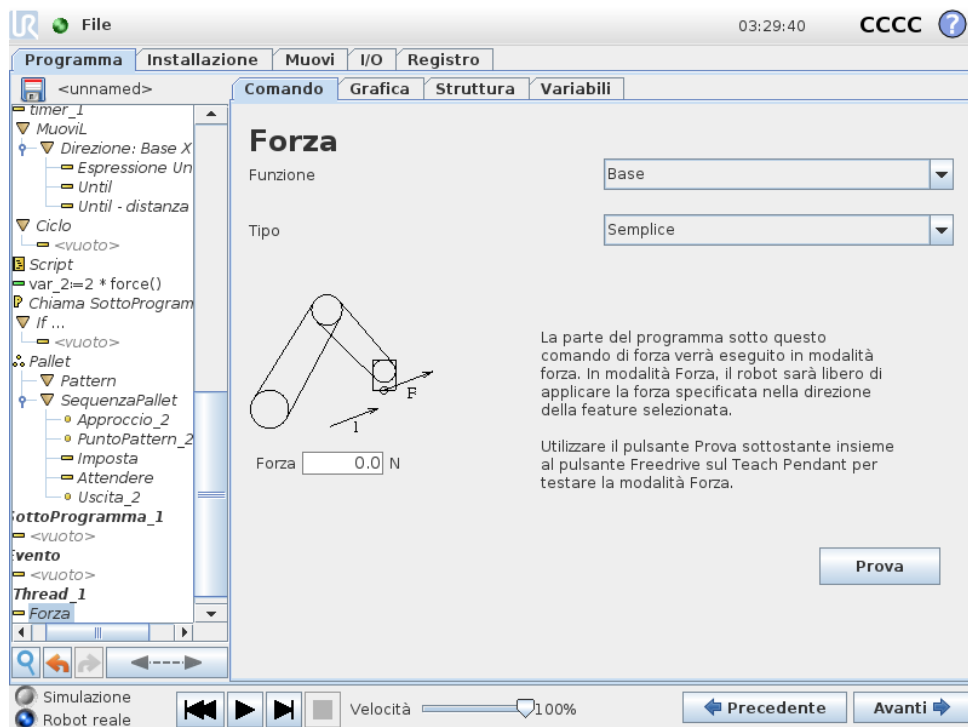 UR
File
03:29:40
CCCC
?
Programma
Installazione
Muovi
I/O
Registro
<unnamed>
Comando
Grafica
Struttura
Variabili
timer_1
MuoviL
Direzione: Base X
Espressione Un
Until
Until - distanza
Ciclo
<vuoto>
Script
var_2:=2 * force()
Chiama SottoProgram
If ...
<vuoto>
Pallet
Pattern
SequenzaPallet
Approccio_2
PuntoPattern_2
Imposta
Attendere
Uscita_2
SottoProgramma_1
<vuoto>
Evento
<vuoto>
Thread_1
Forza
Forza
Funzione
Base
Tipo
Semplice
F
1
Forza 0.0 N
La parte del programma sotto questo
comando di forza verrà eseguito in modalità
forza. In modalità Forza, il robot sarà libero di
applicare la forza specificata nella direzione
della feature selezionata.
Utilizzare il pulsante Prova sottostante insieme
al pulsante Freedrive sul Teach Pendant per
testare la modalità Forza.
Prova
Simulazione
Robot reale
Velocità
100%
Precedente
Avanti